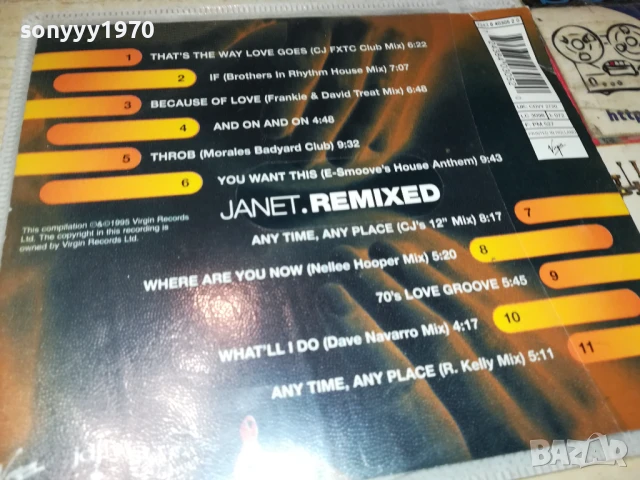 sonyyy1970
1 THAT'S THE WAY LOVE GOES (CJ FXTC Club Mix) 6:22
2 IF (Brothers In Rhythm House Mix) 7:07
3 BECAUSE OF LOVE (Frankie & David Treat Mix) 6:48
4 AND ON AND ON 4:48
5 THROB (Morales Badyard Club) 9:32
6 YOU WANT THIS (E-Smoove's House Anthem) 9:43
JANET.REMIXED
This compilation ℗&©1995 Virgin Records
Ltd. The copyright in this recording is
owned by Virgin Records Ltd.
ANY TIME, ANY PLACE (CJ's 12" Mix) 8:17 7
WHERE ARE YOU NOW (Nellee Hooper Mix) 5:20 8
70's LOVE GROOVE 5:45 9
WHAT'LL I DO (Dave Navarro Mix) 4:17 10
ANY TIME, ANY PLACE (R. Kelly Mix) 5:11 11
Virgin
http
BAZAR
bg